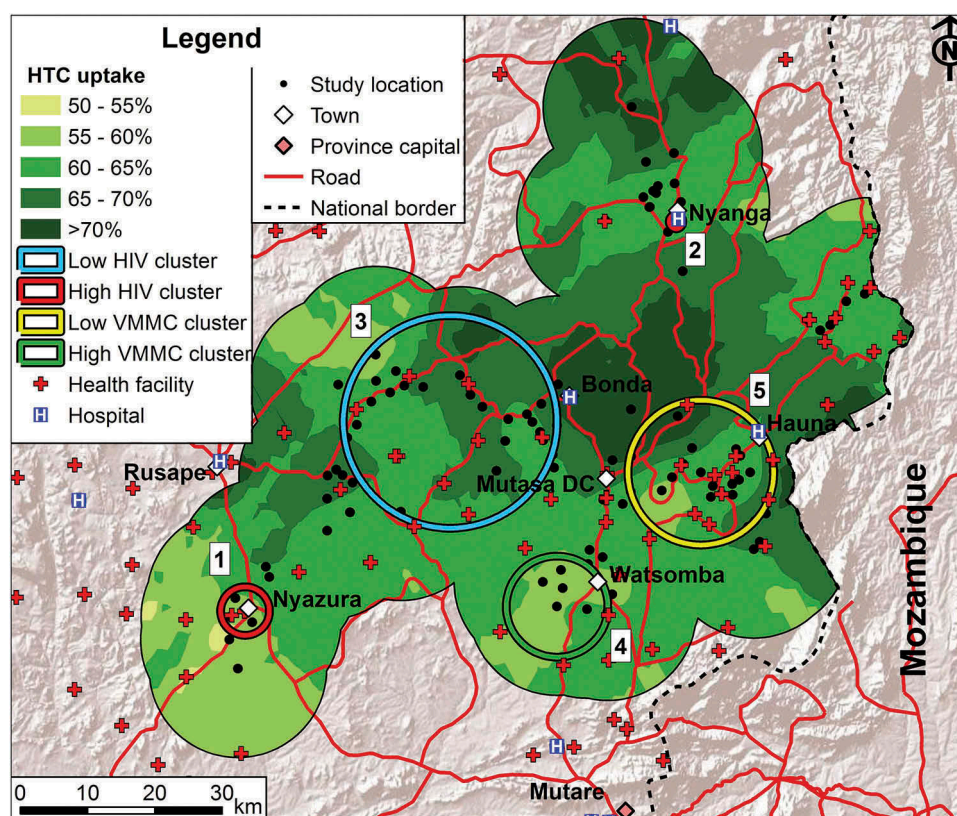 Legend
HTC uptake
50 - 55%
55 - 60%
60 - 65%
65 - 70%
>70%
Low HIV cluster
High HIV cluster
Low VMMC cluster
High VMMC cluster
Health facility
H Hospital
Study location
Town
Province capital
Road
National border
H
N
H
Nyanga
2
3
Bonda
H
5
H
Hauna
Rusape
H
H
Mutasa DC
1
Nyazura
Watsomba
4
Mozambique
H
Mutare
0 10 20 30 km